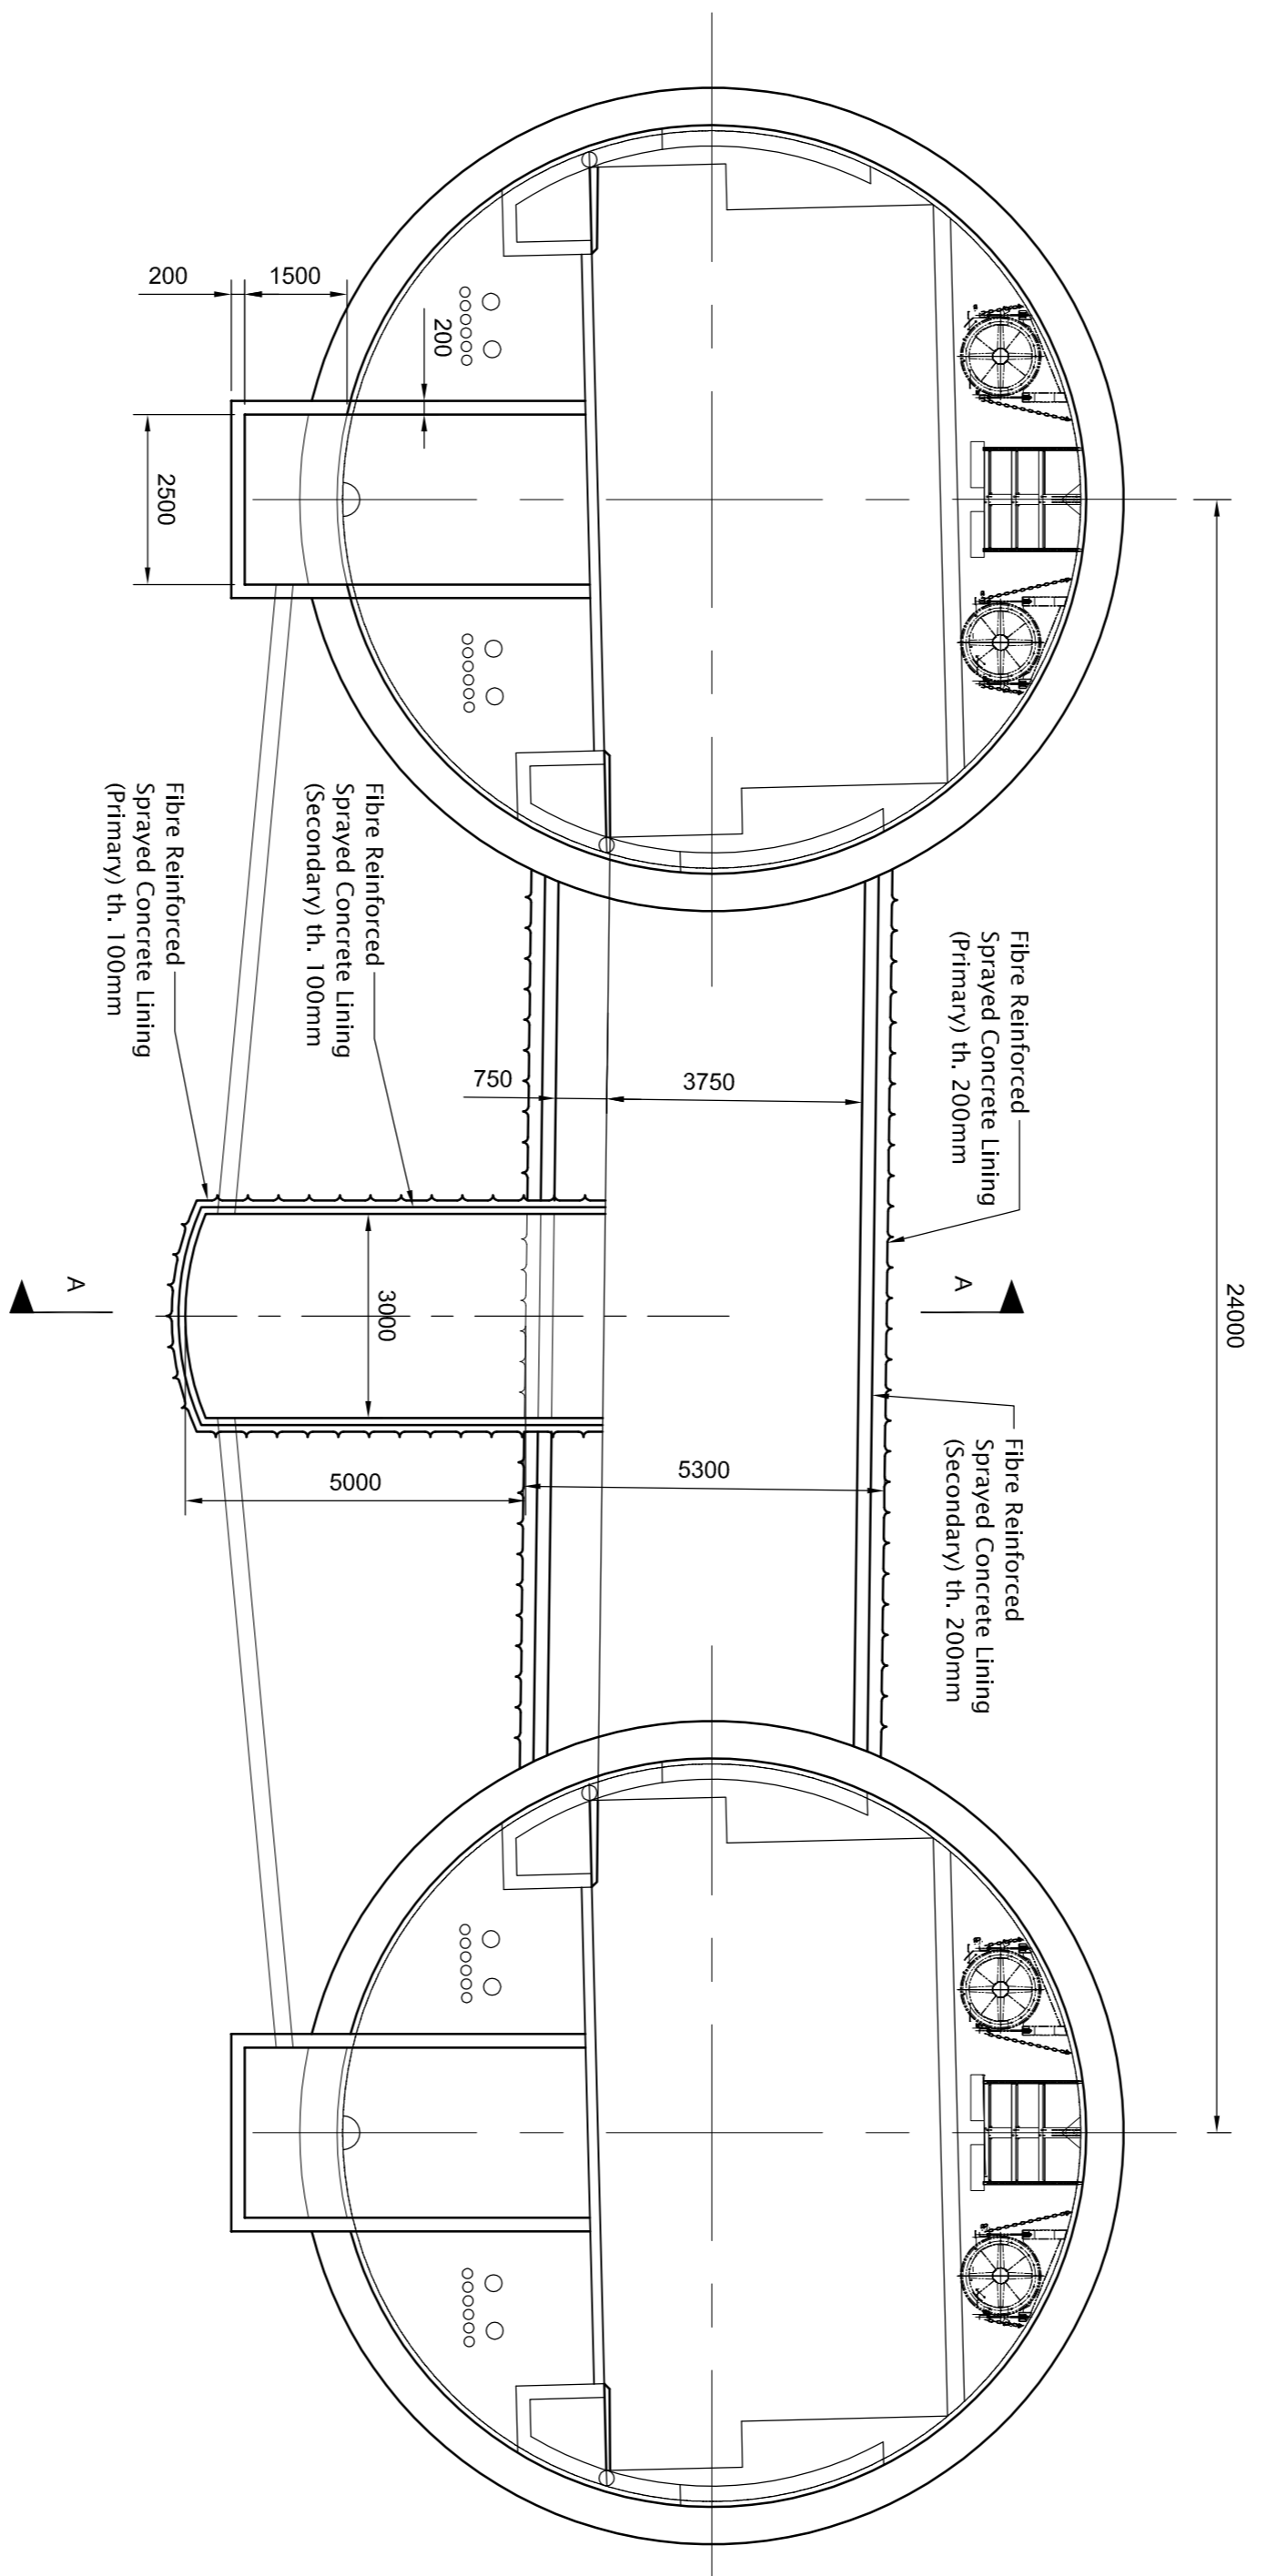 24000
Fibre Reinforced
Sprayed Concrete Lining
(Primary) th. 200mm
Fibre Reinforced
Sprayed Concrete Lining
(Secondary) th. 200mm
A
A
3750
750
5300
5000
3000
200
1500
200
2500
Fibre Reinforced
Sprayed Concrete Lining
(Secondary) th. 100mm
Fibre Reinforced
Sprayed Concrete Lining
(Primary) th. 100mm